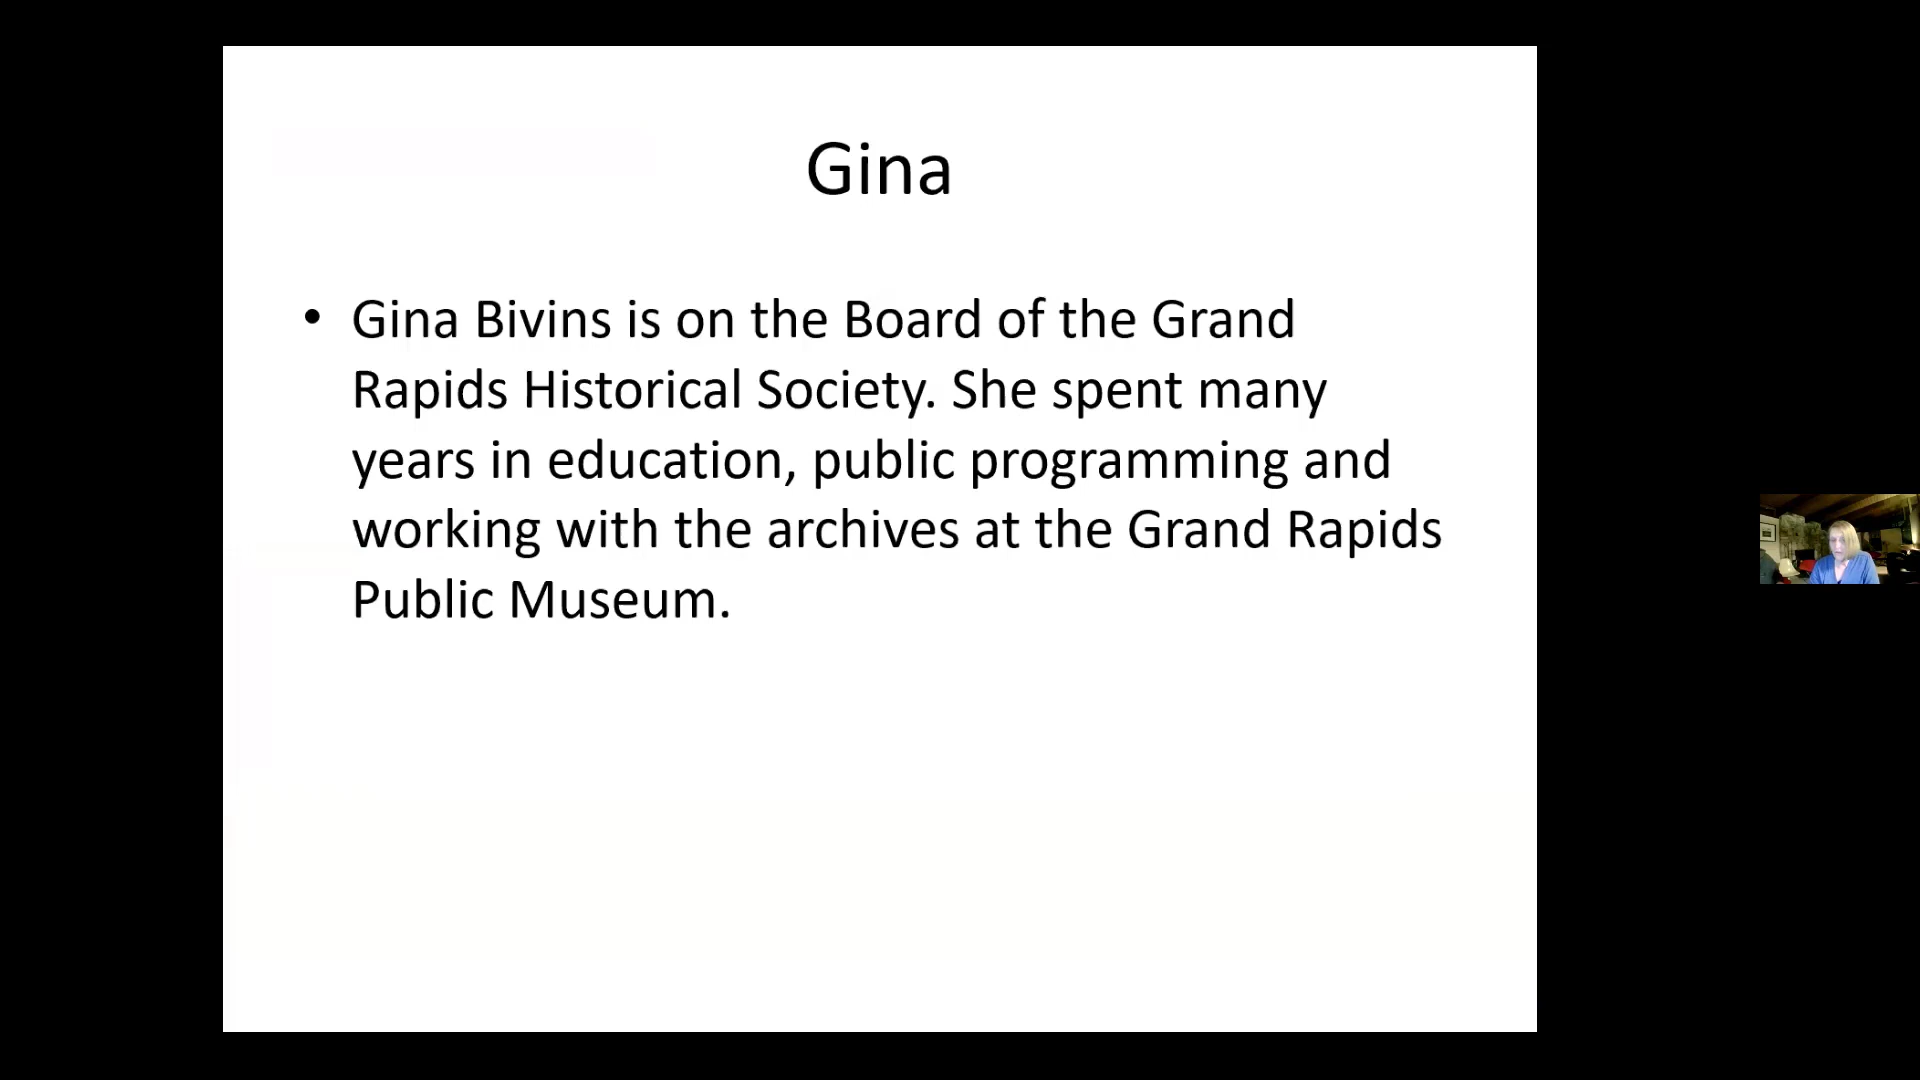 Gina
• Gina Bivins is on the Board of the Grand
Rapids Historical Society. She spent many
years in education, public programming and
working with the archives at the Grand Rapids
Public Museum.